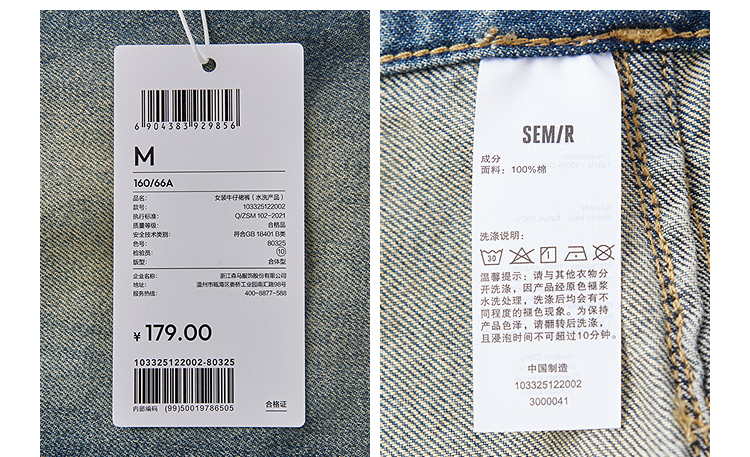 6 904383 929856
M
160/66A
品名: 女装牛仔裙裤(水洗产品)
款号: 103325122002
执行标准: Q/ZSM 102-2021
质量等级: 合格品
安全技术类别: 符合GB 18401 B类
色号: 80325
检验员: ⑩
版型: 合体型
企业名称: 浙江森马服饰股份有限公司
地址: 温州市瓯海区娄桥工业园南汇路98号
服务热线: 400-8877-588
¥ 179.00
103325122002-80325
内部编码 (99)50019786505
合格证
SEM/R
成分
面料: 100%棉
洗涤说明:
30
温馨提示: 请与其他衣物分
开洗涤, 因产品经原色褪浆
水洗处理, 洗涤后均会有不
同程度的褪色现象。为保持
产品色泽, 请翻转后洗涤,
且浸泡时间不可超过10分钟。
中国制造
103325122002
3000041